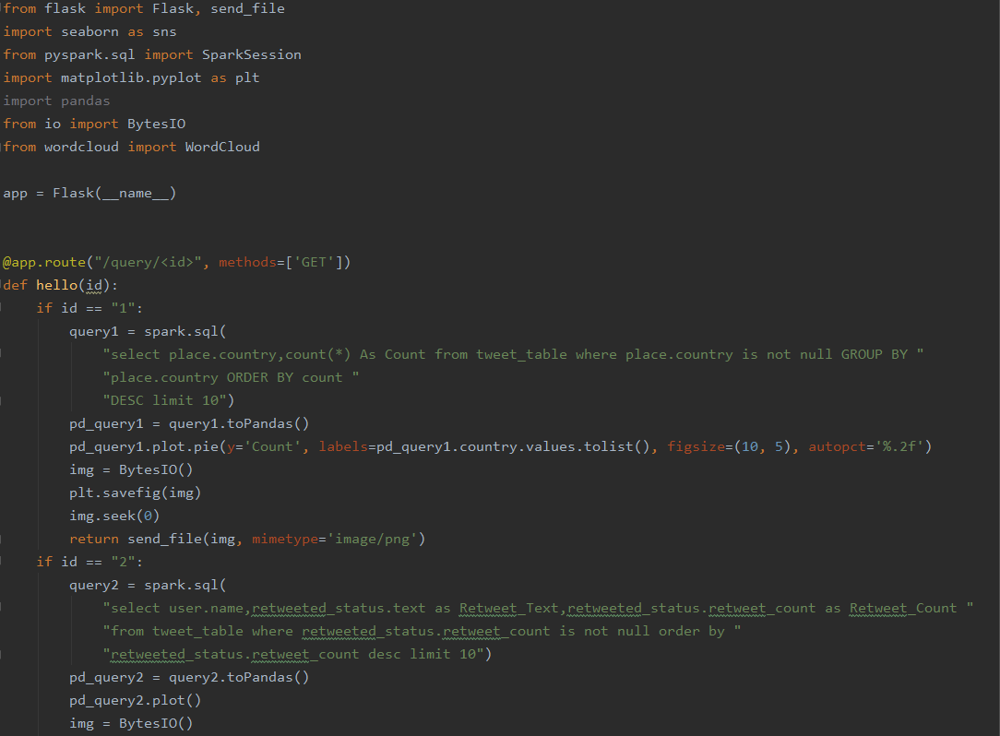 from flask import Flask, send_file
import seaborn as sns
from pyspark.sql import SparkSession
import matplotlib.pyplot as plt
import pandas
from io import BytesIO
from wordcloud import WordCloud

app = Flask(__name__)


@app.route("/query/<id>", methods=['GET'])
def hello(id):
    if id == "1":
        query1 = spark.sql(
            "select place.country,count(*) As Count from tweet_table where place.country is not null GROUP BY "
            "place.country ORDER BY count "
            "DESC limit 10")
        pd_query1 = query1.toPandas()
        pd_query1.plot.pie(y='Count', labels=pd_query1.country.values.tolist(), figsize=(10, 5), autopct='%.2f')
        img = BytesIO()
        plt.savefig(img)
        img.seek(0)
        return send_file(img, mimetype='image/png')
    if id == "2":
        query2 = spark.sql(
            "select user.name,retweeted_status.text as Retweet_Text,retweeted_status.retweet_count as Retweet_Count "
            "from tweet_table where retweeted_status.retweet_count is not null order by "
            "retweeted_status.retweet_count desc limit 10")
        pd_query2 = query2.toPandas()
        pd_query2.plot()
        img = BytesIO()